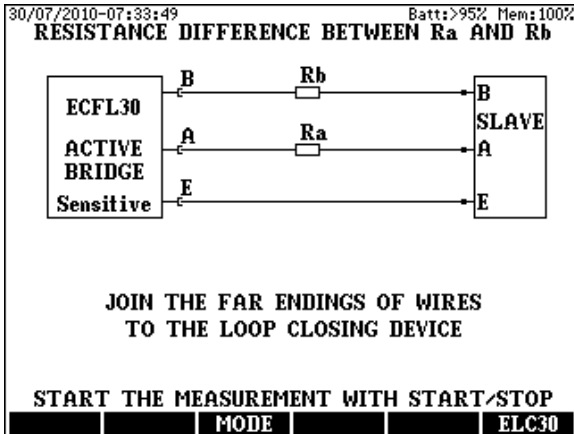 30/07/2010-07:33:49 Batt:>95% Mem:100%
RESISTANCE DIFFERENCE BETWEEN Ra AND Rb
B Rb B
ECFL30 SLAVE
ACTIVE A Ra A
BRIDGE
Sensitive E E
JOIN THE FAR ENDINGS OF WIRES
TO THE LOOP CLOSING DEVICE
START THE MEASUREMENT WITH START/STOP
MODE ELC30